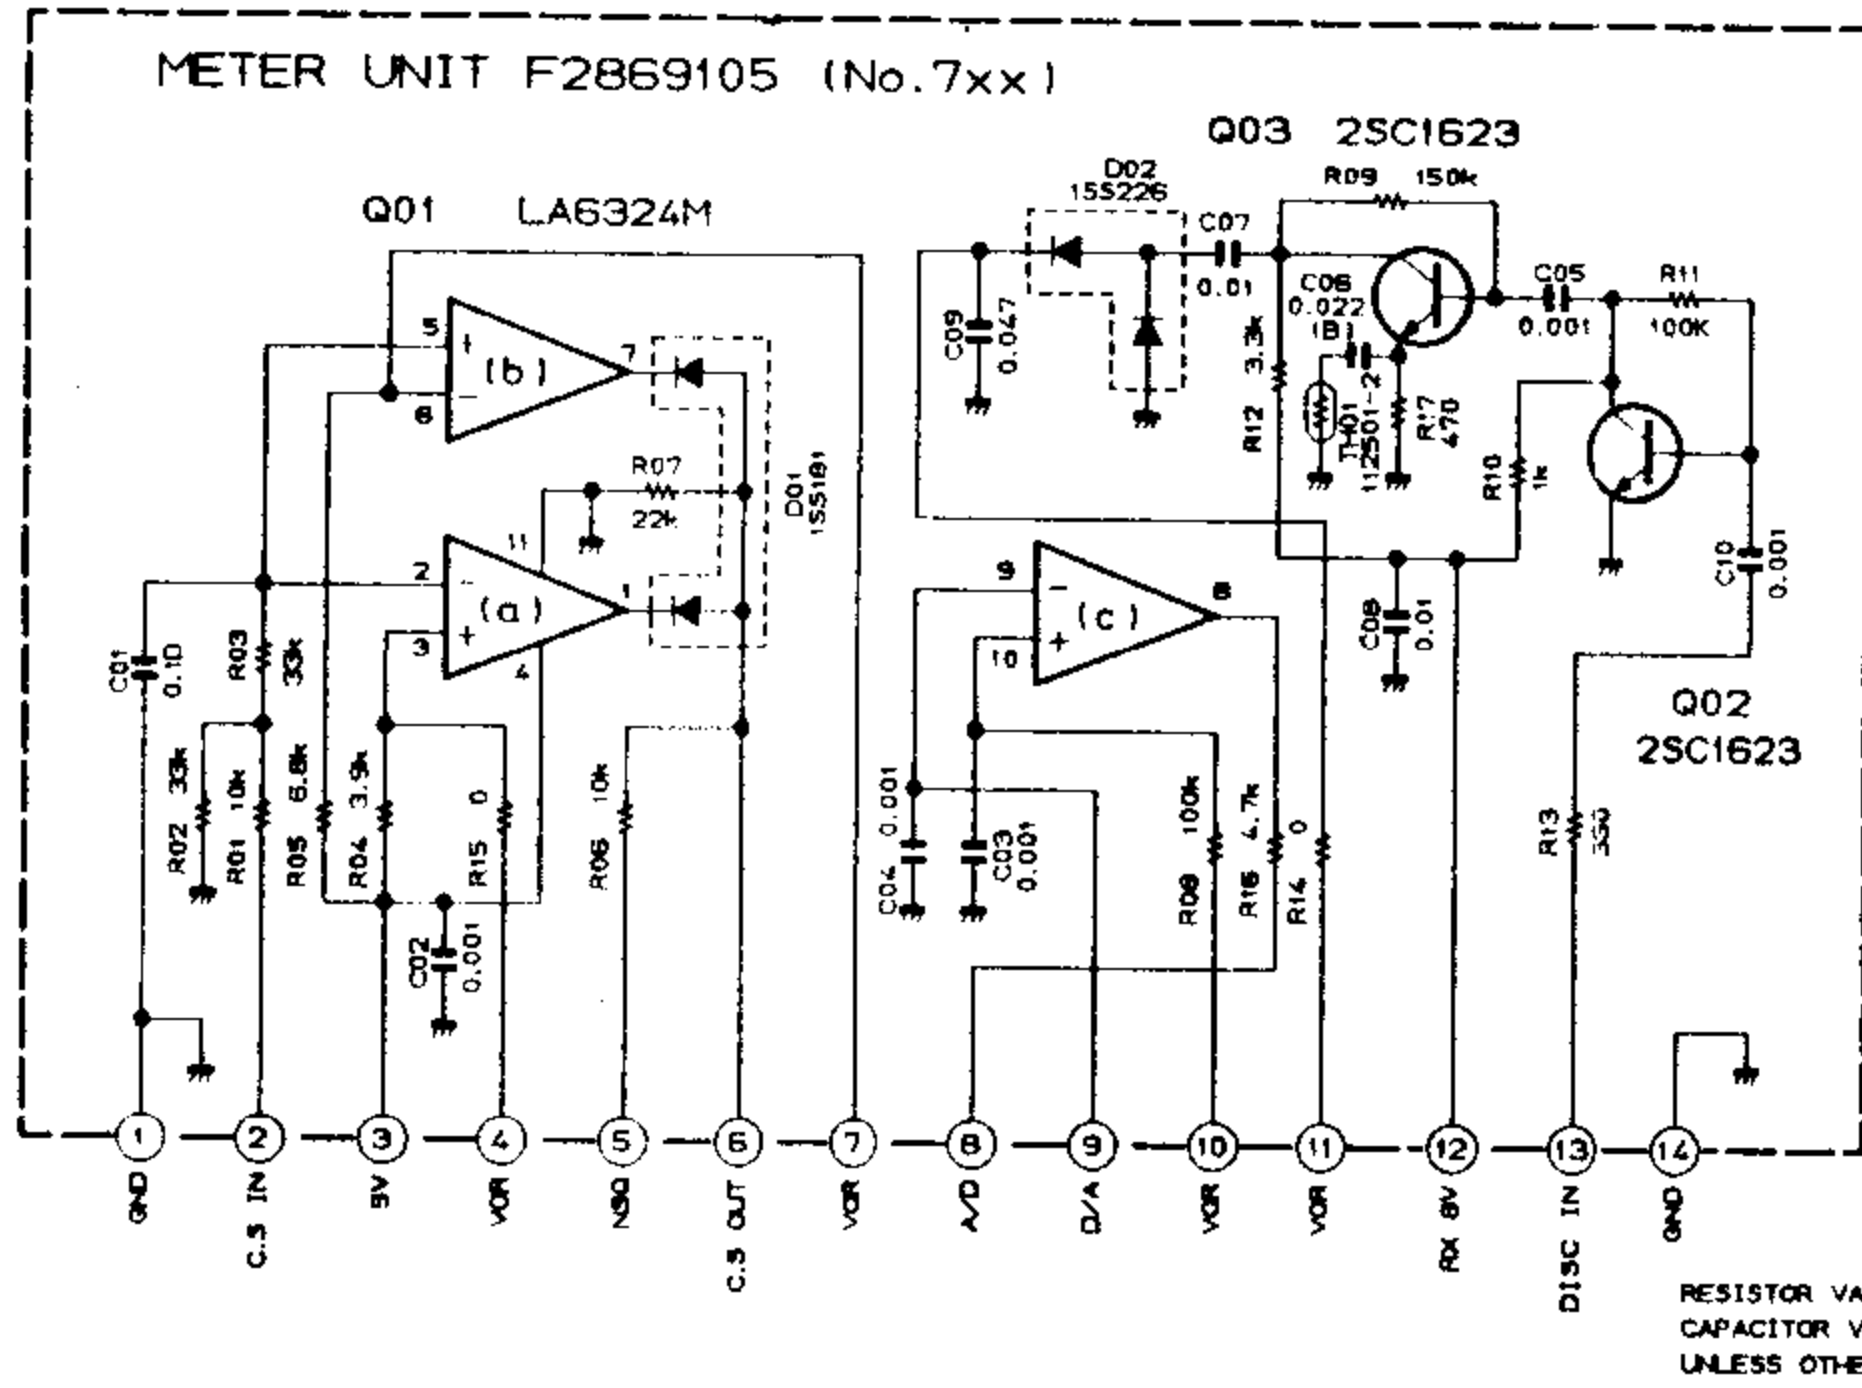 METER UNIT F2869105 (No.7xx)
Q03 2SC1623
R09 150k
D02
1SS226
Q01 LA6324M
C07
0.01
C06
0.022
(B)
C05
0.001
R11
100K
C09
0.047
R12 3.3k
TH01
112501-2
R17
470
R10
1k
5
+
(b)
7
6
−
R07
22k
D01
1SS181
11
2
−
(a)
1
3
+
4
9
−
(c)
8
10
+
C08
0.01
C10
0.001
C01
0.10
R03
33k
Q02
2SC1623
R02 33k
R01 10k
R05 6.8k
R04 3.9k
R15 0
R06 10k
C04 0.001
C03
0.001
R08 100k
R16 4.7k
R14 0
R13
C02
0.001
1 2 3 4 5 6 7 8 9 10 11 12 13 14
GND
C.S IN
VOR
NSQ
C.S OUT
VOR
A/D
D/A
VOR
VOR
RX 8V
DISC IN
GND
RESISTOR VA
CAPACITOR V
UNLESS OTHE